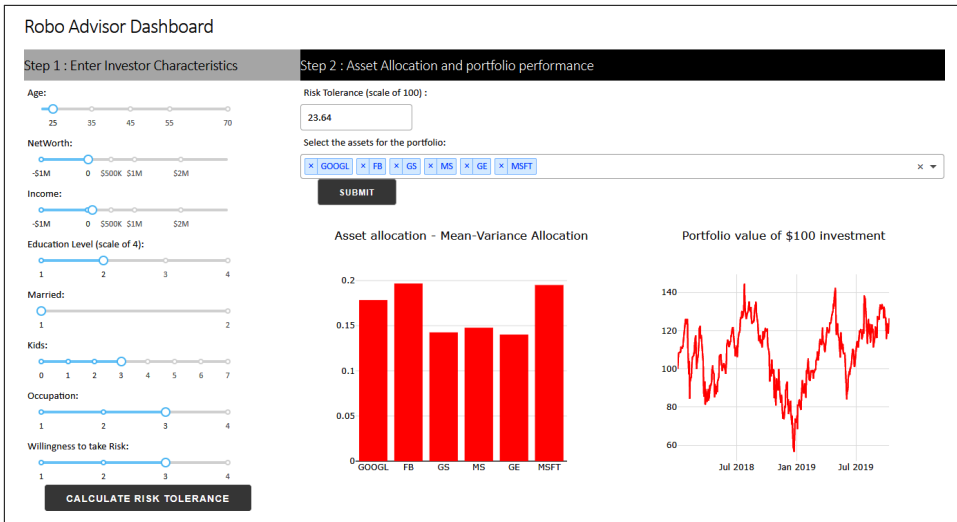 Robo Advisor Dashboard
Step 1 : Enter Investor Characteristics
Age:
25 35 45 55 70
NetWorth:
-$1M 0 $500K $1M $2M
Income:
-$1M 0 $500K $1M $2M
Education Level (scale of 4):
1 2 3 4
Married:
1 2
Kids:
0 1 2 3 4 5 6 7
Occupation:
1 2 3 4
Willingness to take Risk:
1 2 3 4
CALCULATE RISK TOLERANCE
Step 2 : Asset Allocation and portfolio performance
Risk Tolerance (scale of 100) :
23.64
Select the assets for the portfolio:
× GOOGL × FB × GS × MS × GE × MSFT ×
SUBMIT
Asset allocation - Mean-Variance Allocation
0.2
0.15
0.1
0.05
0
GOOGL FB GS MS GE MSFT
Portfolio value of $100 investment
140
120
100
80
60
Jul 2018 Jan 2019 Jul 2019